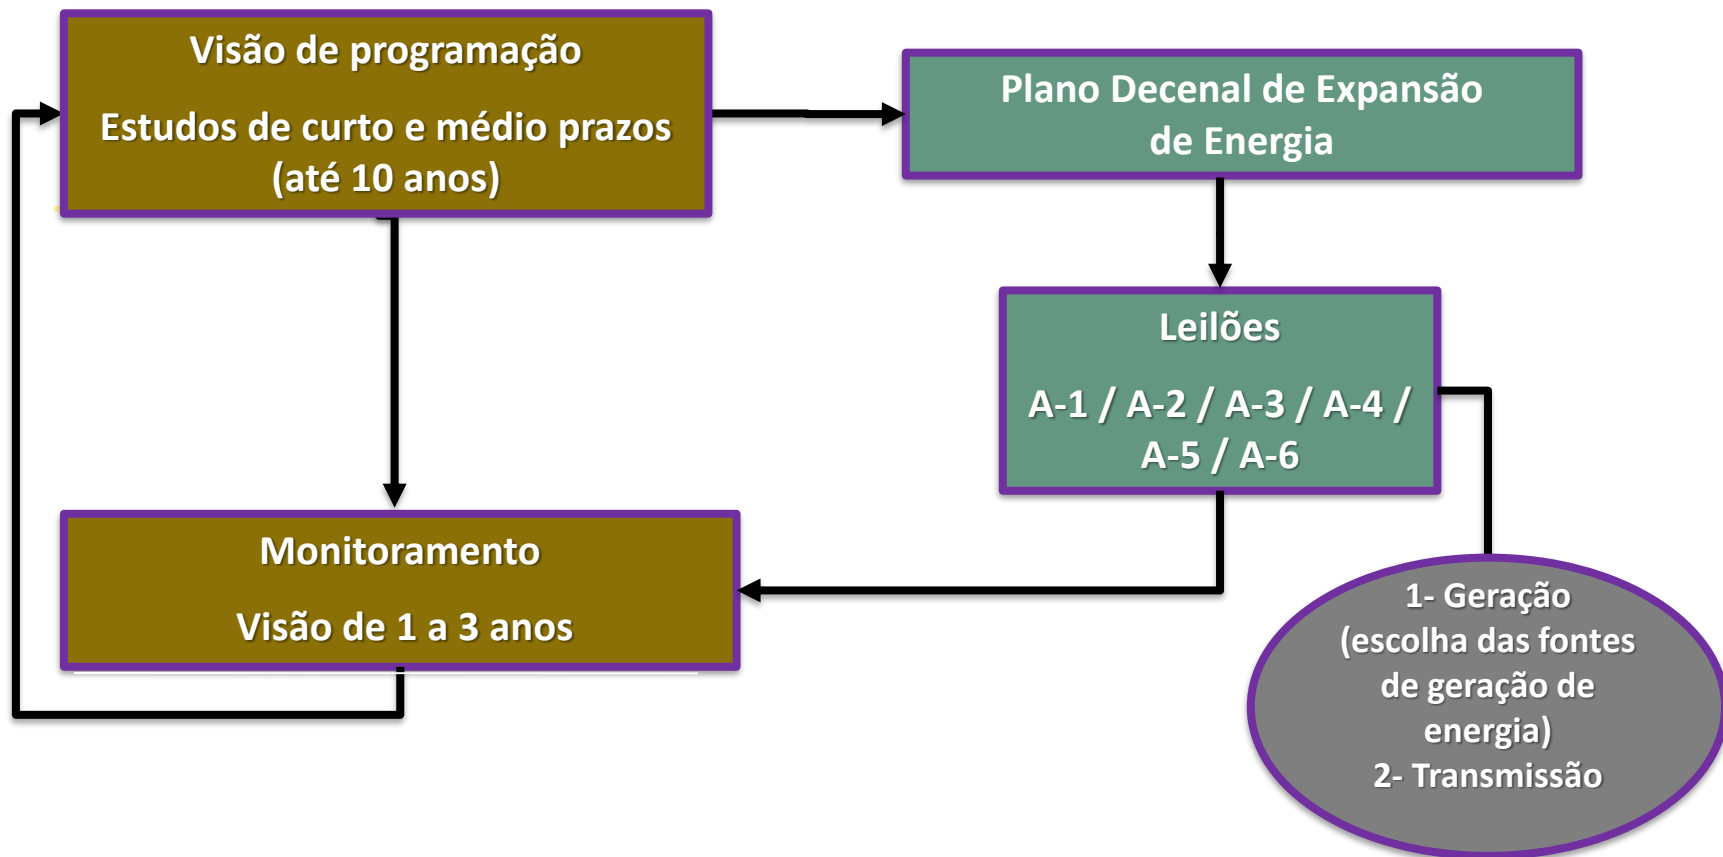 Visão de programação
Estudos de curto e médio prazos
(até 10 anos)
Plano Decenal de Expansão
de Energia
Leilões
A-1 / A-2 / A-3 / A-4 /
A-5 / A-6
Monitoramento
Visão de 1 a 3 anos
1- Geração
(escolha das fontes
de geração de
energia)
2- Transmissão